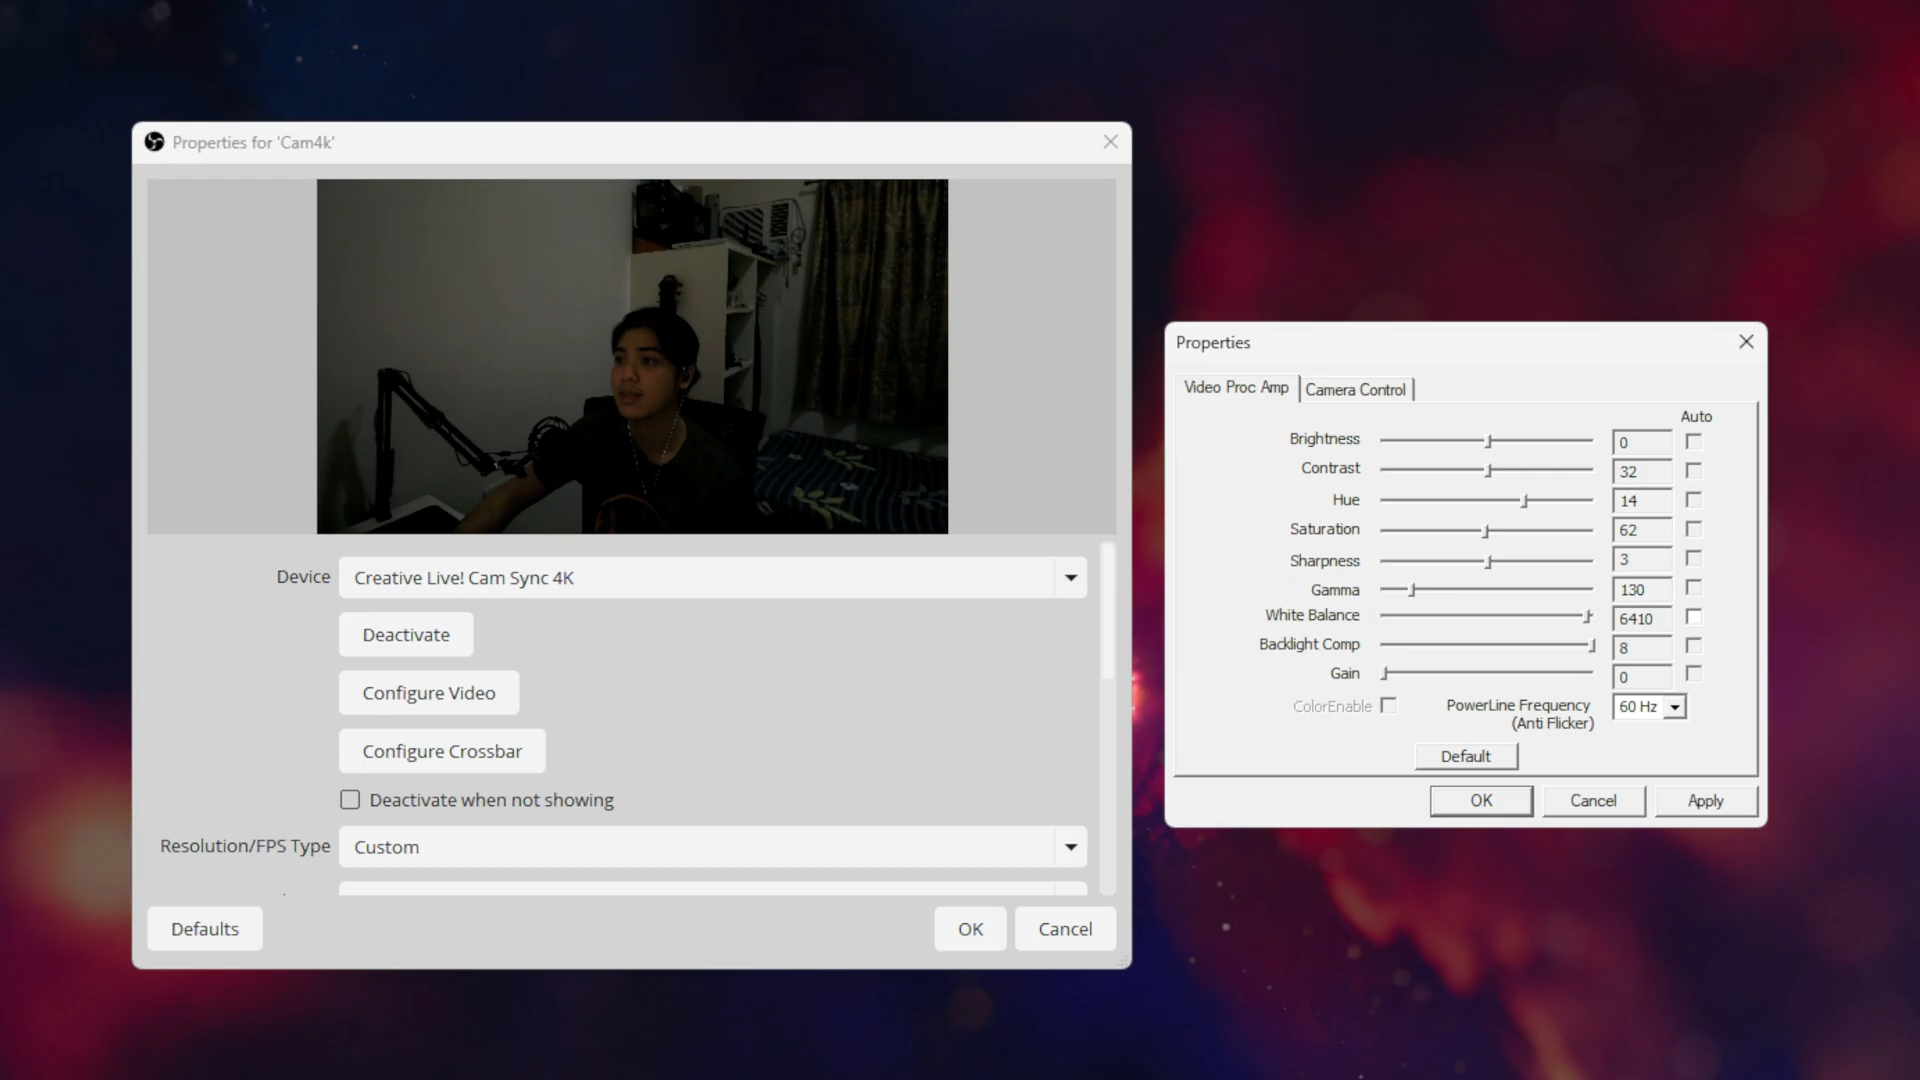 Properties for 'Cam4k'
Device
Creative Live! Cam Sync 4K
Deactivate
Configure Video
Configure Crossbar
Deactivate when not showing
Resolution/FPS Type
Custom
Defaults
OK
Cancel
Properties
Video Proc Amp
Camera Control
Auto
Brightness
0
Contrast
32
Hue
14
Saturation
62
Sharpness
3
Gamma
130
White Balance
6410
Backlight Comp
8
Gain
0
ColorEnable
PowerLine Frequency
(Anti Flicker)
60 Hz
Default
OK
Cancel
Apply